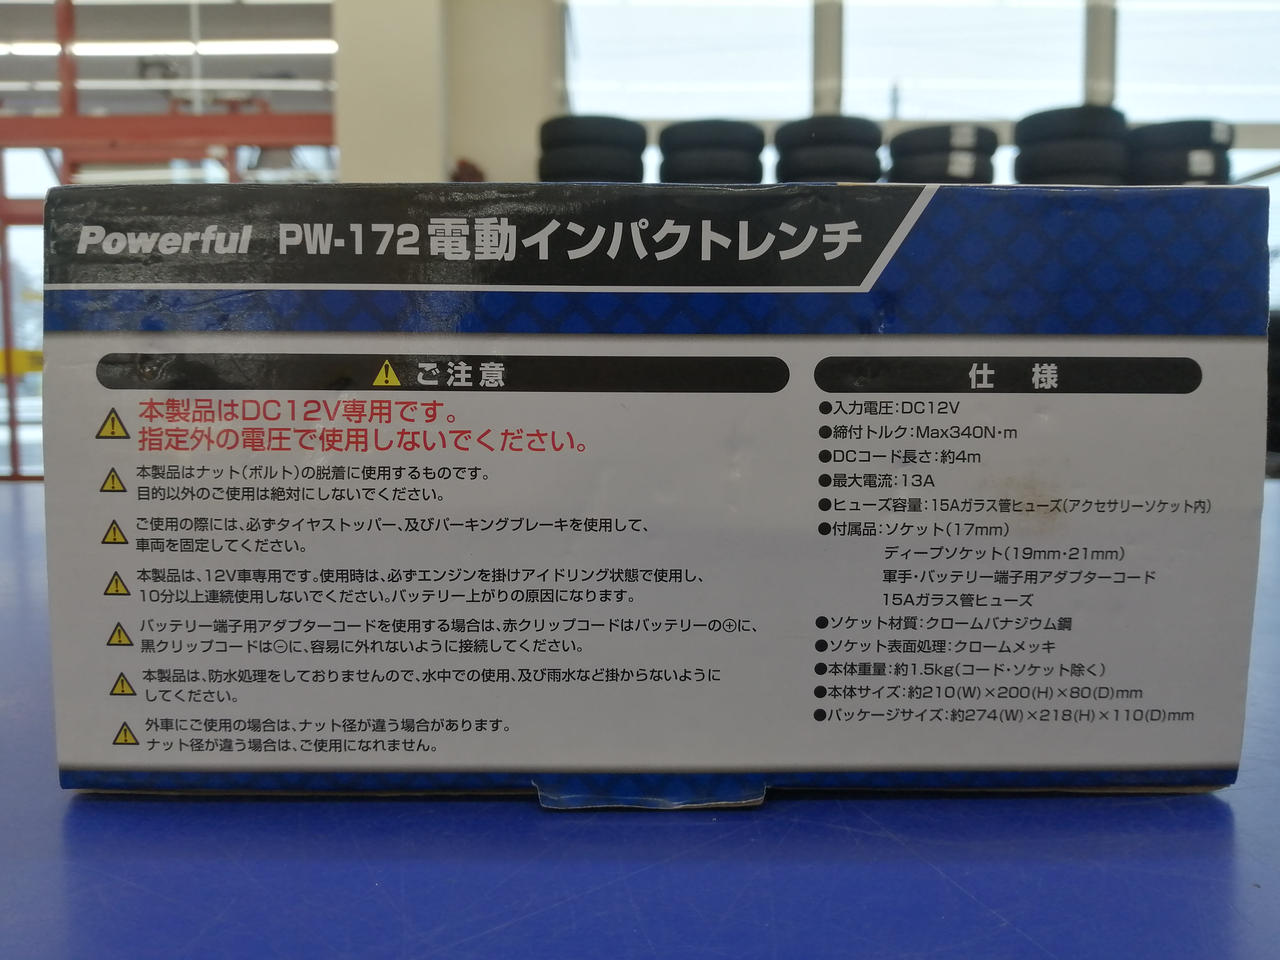 Powerful PW-172 電動インパクトレンチ
ご注意
本製品はDC12V専用です。
指定外の電圧で使用しないでください。
本製品はナット(ボルト)の脱着に使用するものです。
目的以外のご使用は絶対にしないでください。
ご使用の際には、必ずタイヤストッパー、及びパーキングブレーキを使用して、
車両を固定してください。
本製品は、12V車専用です。使用時は、必ずエンジンを掛けアイドリング状態で使用し、
10分以上連続使用しないでください。バッテリー上がりの原因になります。
バッテリー端子用アダプターコードを使用する場合は、赤クリップコードはバッテリーの⊕に、
黒クリップコードは⊖に、容易に外れないように接続してください。
本製品は、防水処理をしておりませんので、水中での使用、及び雨水など掛からないように
してください。
外車にご使用の場合は、ナット径が違う場合があります。
ナット径が違う場合は、ご使用になれません。
仕様
●入力電圧:DC12V
●締付トルク:Max340N・m
●DCコード長さ:約4m
●最大電流:13A
●ヒューズ容量:15Aガラス管ヒューズ(アクセサリーソケット内)
●付属品:ソケット(17mm)
ディープソケット(19mm・21mm)
軍手・バッテリー端子用アダプターコード
15Aガラス管ヒューズ
●ソケット材質:クロームバナジウム鋼
●ソケット表面処理:クロームメッキ
●本体重量:約1.5kg(コード・ソケット除く)
●本体サイズ:約210(W)×200(H)×80(D)mm
●パッケージサイズ:約274(W)×218(H)×110(D)mm